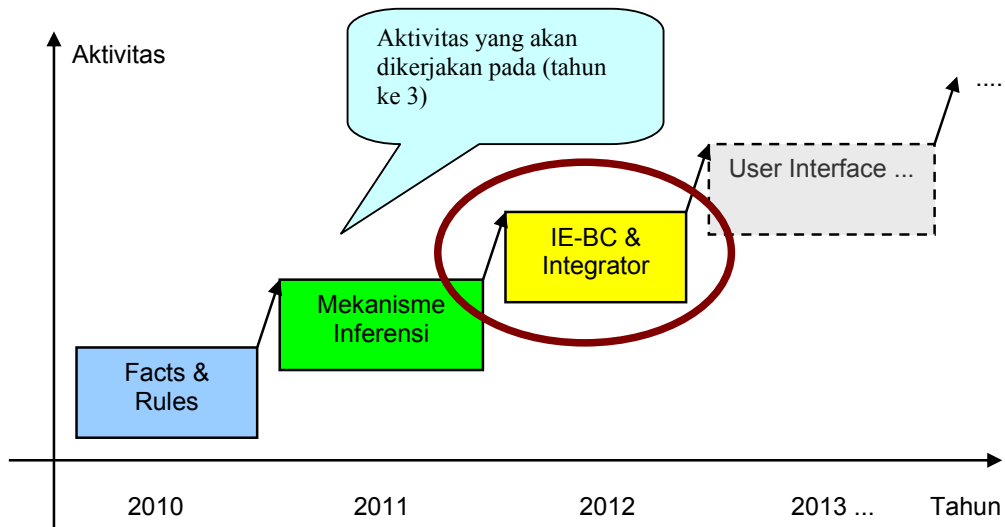 Aktivitas
Aktivitas yang akan
dikerjakan pada (tahun
ke 3)
....
User Interface ...
IE-BC &
Integrator
Mekanisme
Inferensi
Facts &
Rules
2010
2011
2012
2013 ...
Tahun